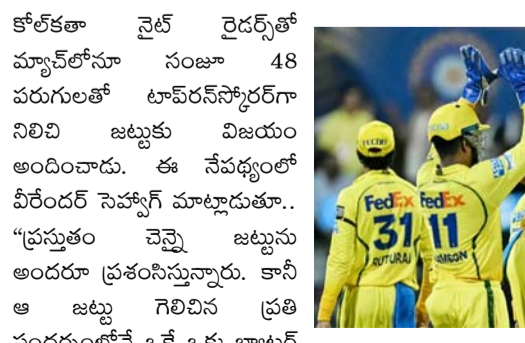 కోల్‌కతా నైట్ రైడర్స్‌తో
మ్యాచ్‌లోనూ సంజూ 48
పరుగులతో టాప్‌రన్‌స్కోరర్‌గా
నిలిచి జట్టుకు విజయం
అందించాడు. ఈ నేపథ్యంలో
వీరేందర్ సెహ్వాగ్ మాట్లాడుతూ..
“ప్రస్తుతం చెన్నై జట్టును
అందరూ ప్రశంసిస్తున్నారు. కానీ
ఆ జట్టు గెలిచిన ప్రతి
FedEx FedEx
31 11
RUTURAJ SAMSON